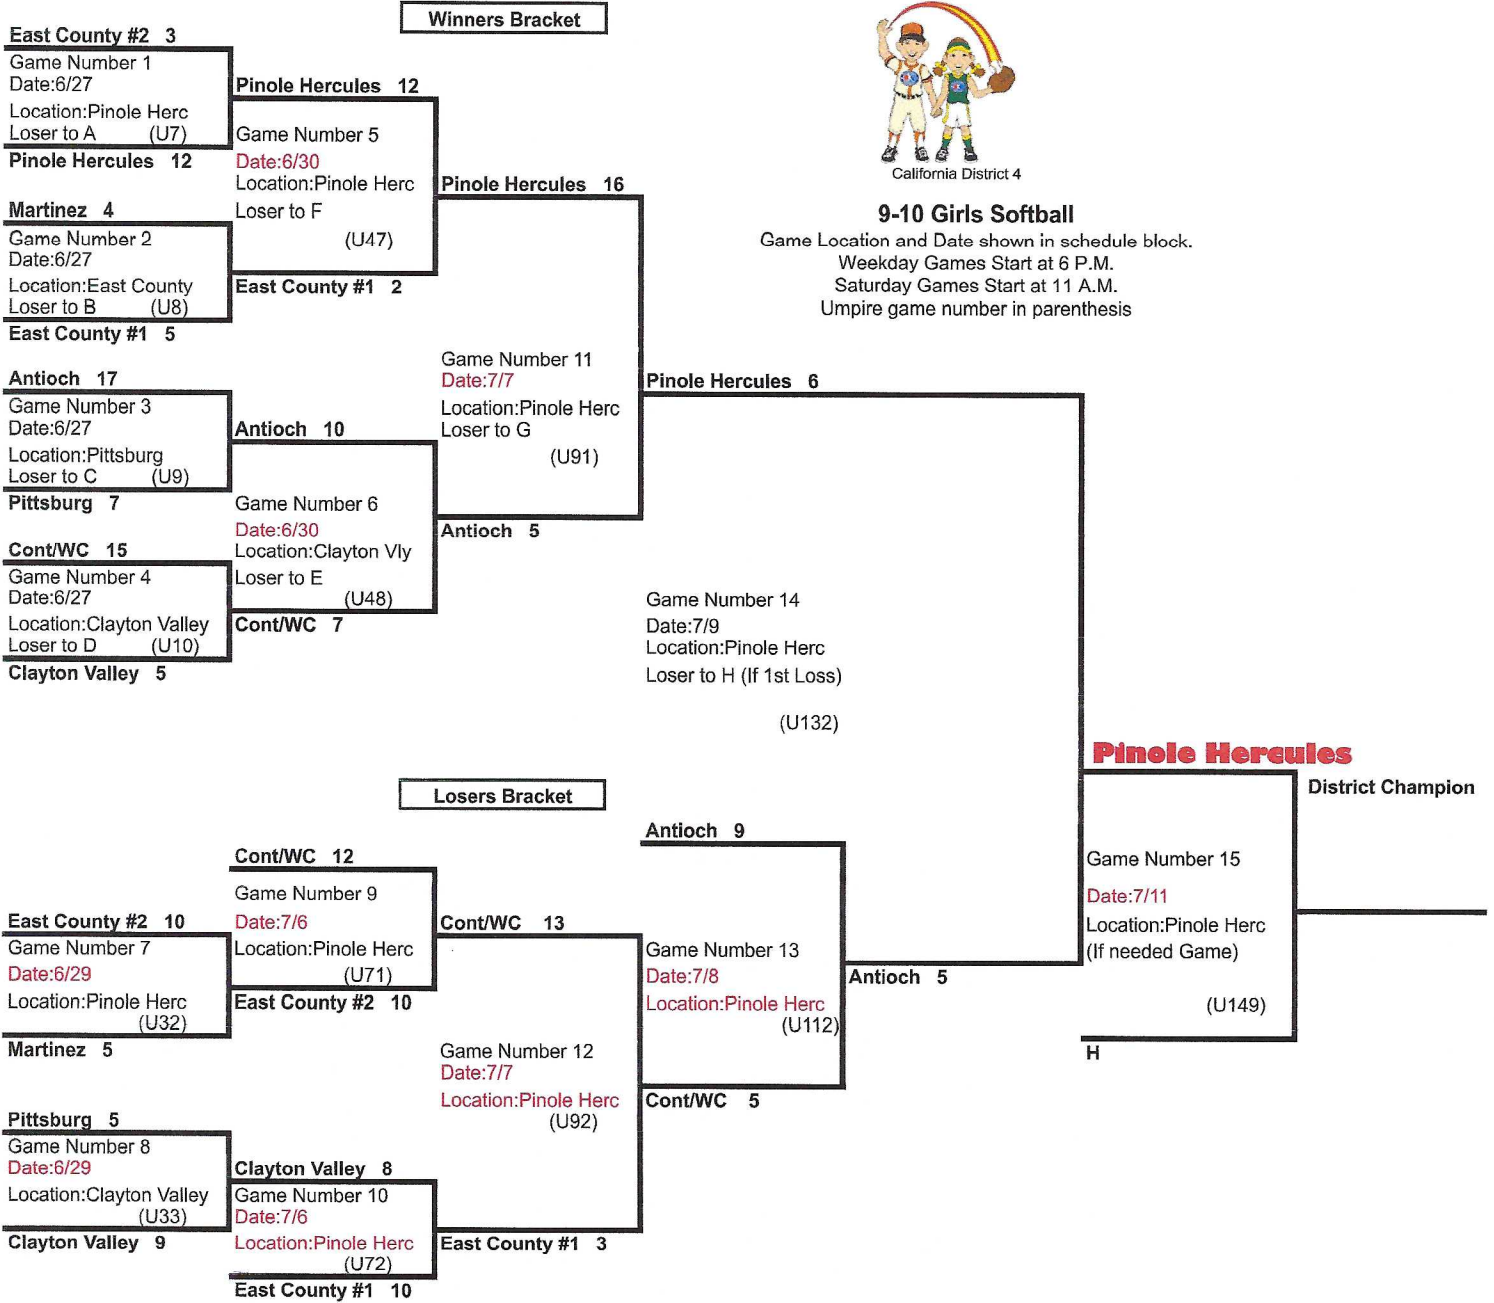 Winners Bracket
East County #2 3
Game Number 1
Date:6/27
Location:Pinole Herc
Loser to A (U7)
Pinole Hercules 12
Martinez 4
Game Number 2
Date:6/27
Location:East County
Loser to B (U8)
East County #1 5
Antioch 17
Game Number 3
Date:6/27
Location:Pittsburg
Loser to C (U9)
Pittsburg 7
Cont/WC 15
Game Number 4
Date:6/27
Location:Clayton Valley
Loser to D (U10)
Clayton Valley 5
Pinole Hercules 12
Game Number 5
Date:6/30
Location:Pinole Herc
Loser to F
(U47)
East County #1 2
Antioch 10
Game Number 6
Date:6/30
Location:Clayton Vly
Loser to E
(U48)
Cont/WC 7
Pinole Hercules 16
Game Number 11
Date:7/7
Location:Pinole Herc
Loser to G
(U91)
Antioch 5
California District 4
9-10 Girls Softball
Game Location and Date shown in schedule block.
Weekday Games Start at 6 P.M.
Saturday Games Start at 11 A.M.
Umpire game number in parenthesis
Pinole Hercules 6
Game Number 14
Date:7/9
Location:Pinole Herc
Loser to H (If 1st Loss)
(U132)
Losers Bracket
East County #2 10
Game Number 7
Date:6/29
Location:Pinole Herc
(U32)
Martinez 5
Pittsburg 5
Game Number 8
Date:6/29
Location:Clayton Valley
(U33)
Clayton Valley 9
Cont/WC 12
Game Number 9
Date:7/6
Location:Pinole Herc
(U71)
East County #2 10
Clayton Valley 8
Game Number 10
Date:7/6
Location:Pinole Herc
(U72)
East County #1 10
Cont/WC 13
Game Number 12
Date:7/7
Location:Pinole Herc
(U92)
East County #1 3
Antioch 9
Game Number 13
Date:7/8
Location:Pinole Herc
(U112)
Cont/WC 5
Antioch 5
Pinole Hercules
District Champion
Game Number 15
Date:7/11
Location:Pinole Herc
(If needed Game)
(U149)
H